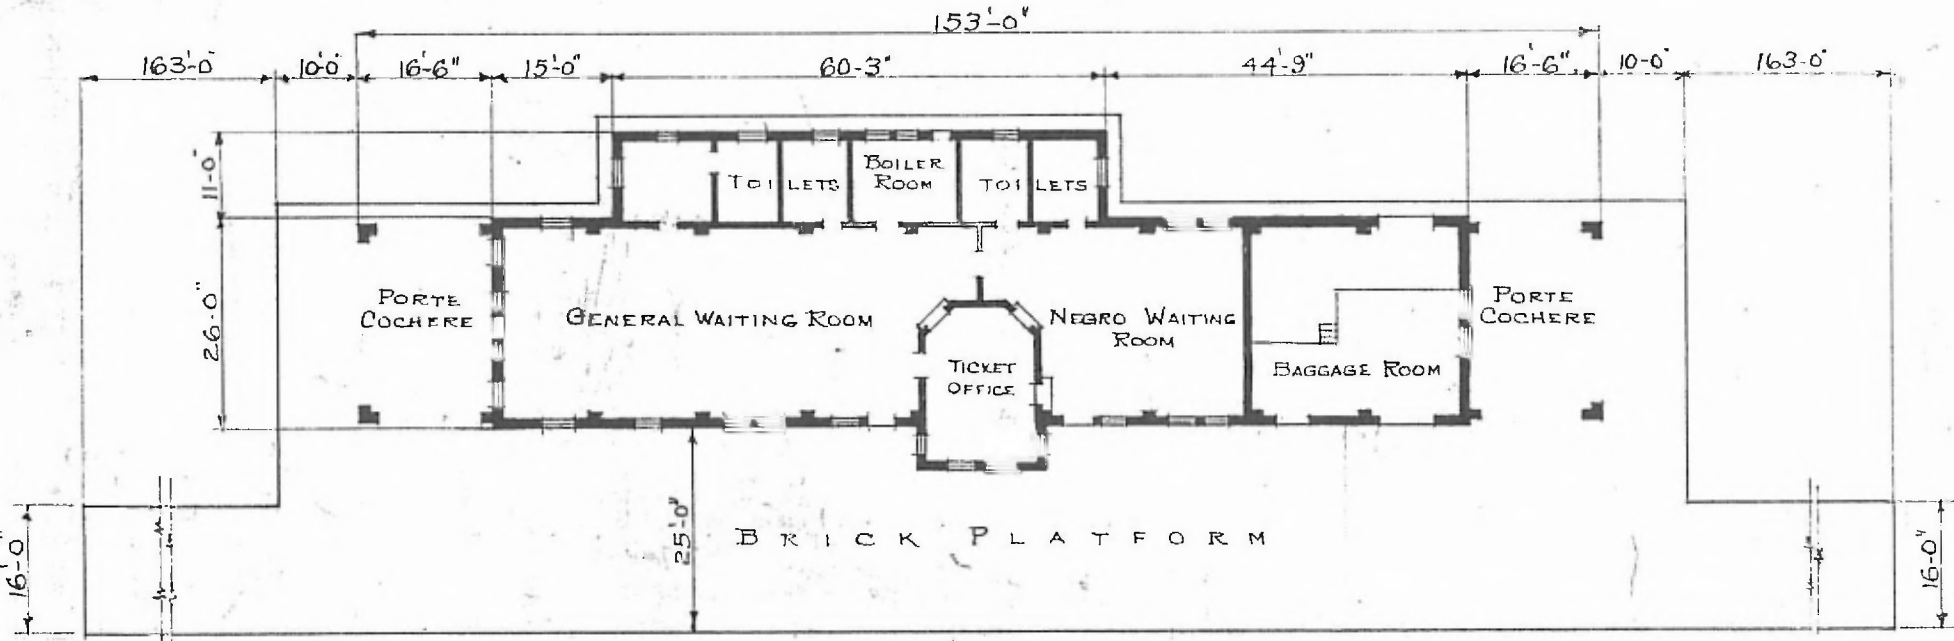 153'-0"
163'-0" 10'-0" 16'-6" 15'-0" 60'-3" 44'-9" 16'-6" 10'-0" 163'-0"
11'-0"
26'-0"
TOILETS
BOILER
ROOM
TOILETS
PORTE
COCHERE
GENERAL WAITING ROOM
NEGRO WAITING
ROOM
TICKET
OFFICE
BAGGAGE ROOM
PORTE
COCHERE
25'-0"
BRICK PLATFORM
16'-0"
16'-0"